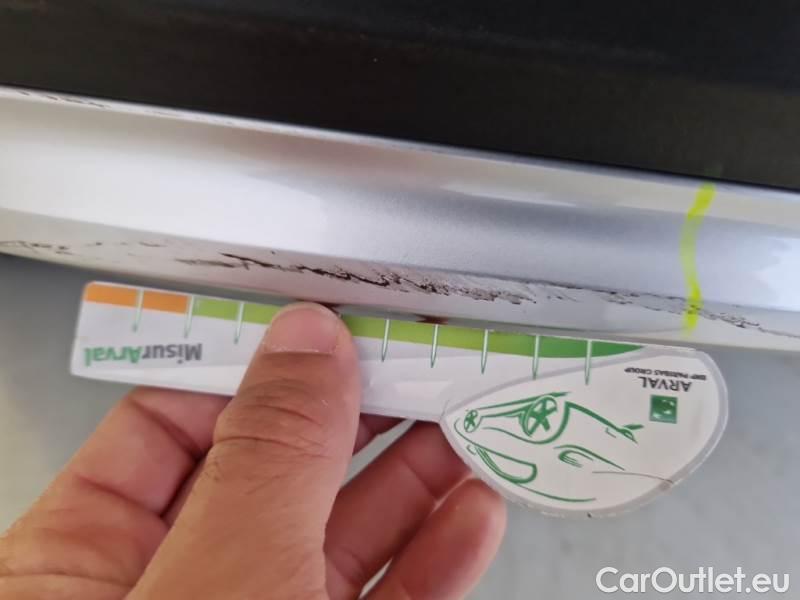 MisurArval
ARVAL
BNP PARIBAS GROUP
CarOutlet.eu